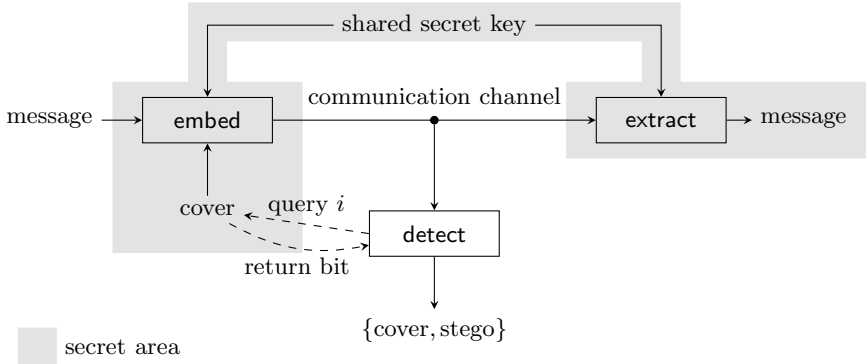 shared secret key
communication channel
message
embed
extract
message
cover
query i
detect
return bit
{cover, stego}
secret area